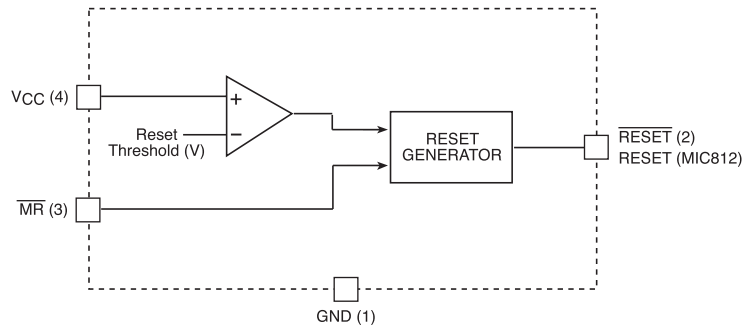 VCC (4)
+
−
Reset
Threshold (V)
RESET
GENERATOR
RESET (2)
RESET (MIC812)
MR (3)
GND (1)